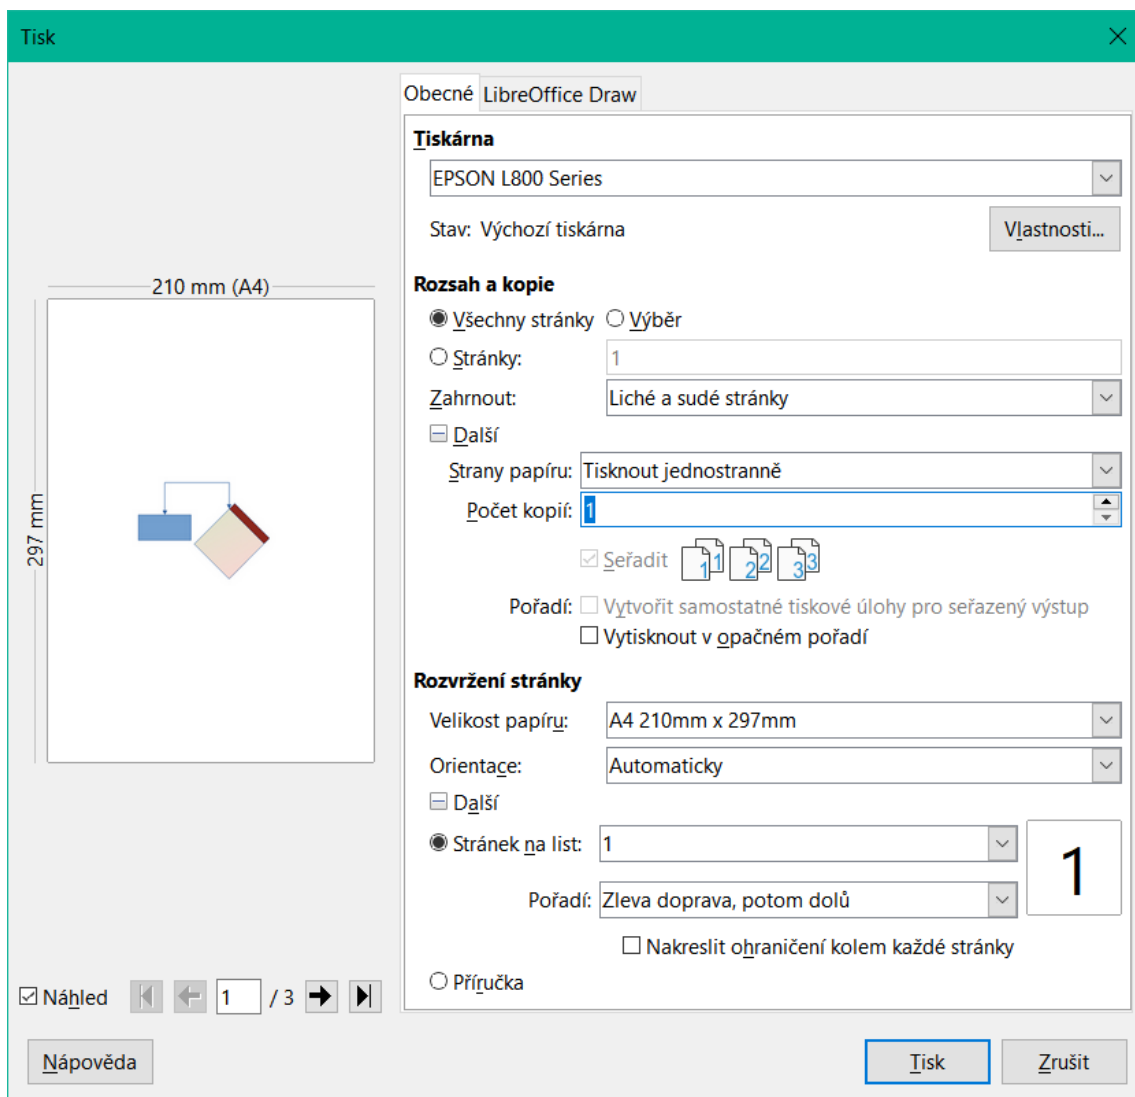 Tisk
Obecné LibreOffice Draw
Tiskárna
EPSON L800 Series
Stav: Výchozí tiskárna Vlastnosti...
210 mm (A4)
297 mm
Rozsah a kopie
Všechny stránky Výběr
Stránky: 1
Zahrnout: Liché a sudé stránky
Další
Strany papíru: Tisknout jednostranně
Počet kopií: 1
Seřadit 1 1 2 2 3 3
Pořadí: Vytvořit samostatné tiskové úlohy pro seřazený výstup
Vytisknout v opačném pořadí
Rozvržení stránky
Velikost papíru: A4 210mm x 297mm
Orientace: Automaticky
Další
Stránek na list: 1
1
Pořadí: Zleva doprava, potom dolů
Nakreslit ohraničení kolem každé stránky
Příručka
Náhled 1 / 3
Nápověda Tisk Zrušit